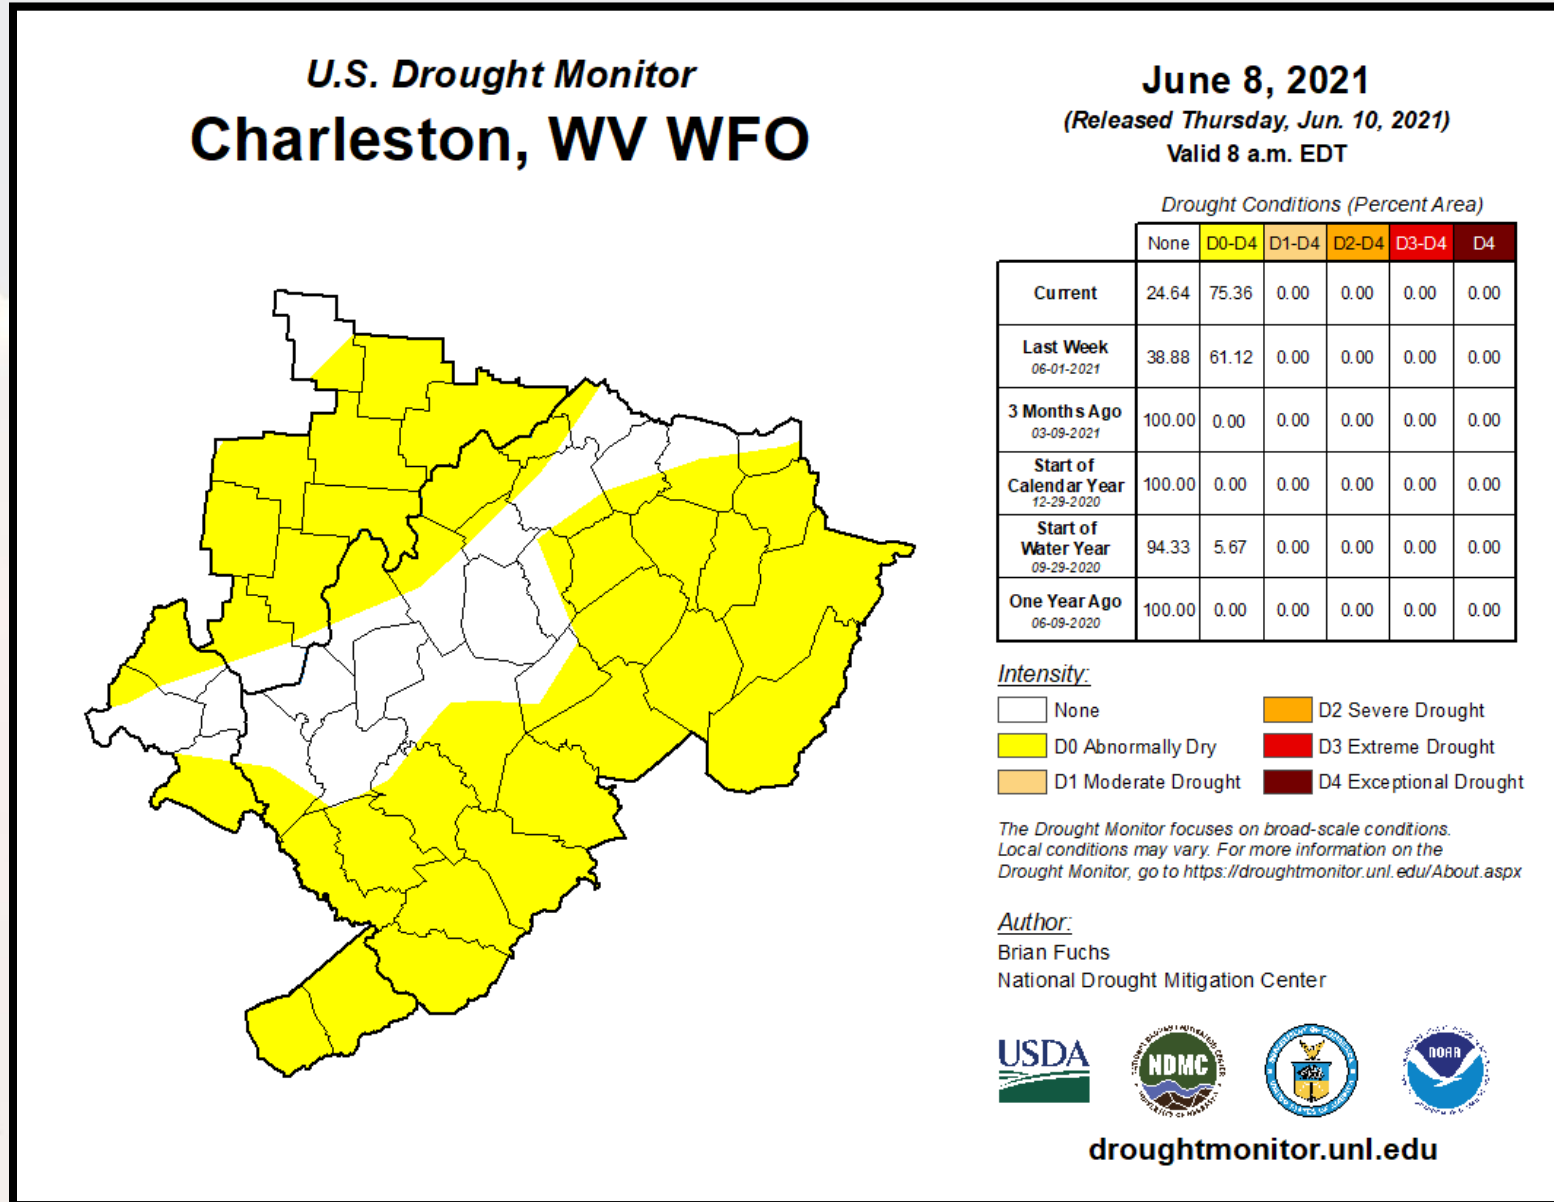 U.S. Drought Monitor
Charleston, WV WFO
June 8, 2021
(Released Thursday, Jun. 10, 2021)
Valid 8 a.m. EDT
Drought Conditions (Percent Area)
None D0-D4 D1-D4 D2-D4 D3-D4 D4
Current 24.64 75.36 0.00 0.00 0.00 0.00
Last Week
06-01-2021 38.88 61.12 0.00 0.00 0.00 0.00
3 Months Ago
03-09-2021 100.00 0.00 0.00 0.00 0.00 0.00
Start of
Calendar Year
12-29-2020 100.00 0.00 0.00 0.00 0.00 0.00
Start of
Water Year
09-29-2020 94.33 5.67 0.00 0.00 0.00 0.00
One Year Ago
06-09-2020 100.00 0.00 0.00 0.00 0.00 0.00
Intensity:
None
D0 Abnormally Dry
D1 Moderate Drought
D2 Severe Drought
D3 Extreme Drought
D4 Exceptional Drought
The Drought Monitor focuses on broad-scale conditions.
Local conditions may vary. For more information on the
Drought Monitor, go to https://droughtmonitor.unl.edu/About.aspx
Author:
Brian Fuchs
National Drought Mitigation Center
USDA
NDMC
NOAA
droughtmonitor.unl.edu